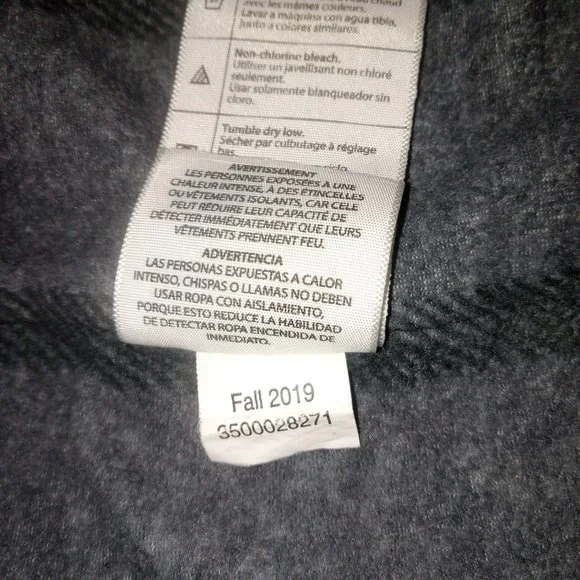 avec les mêmes couleurs.
Lavar a máquina con agua tibia,
junto a colores similares.
Non-chlorine bleach.
Utiliser un javellisant non chloré
seulement.
Usar solamente blanqueador sin
cloro.
Tumble dry low.
Sécher par culbutage à réglage
bas.
AVERTISSEMENT
LES PERSONNES EXPOSÉES À UNE
CHALEUR INTENSE, À DES ÉTINCELLES
OU VÊTEMENTS ISOLANTS, CAR CELE
PEUT RÉDUIRE LEUR CAPACITÉ DE
DÉTECTER IMMÉDIATEMENT QUE LEURS
VÊTEMENTS PRENNENT FEU.
ADVERTENCIA
LAS PERSONAS EXPUESTAS A CALOR
INTENSO, CHISPAS O LLAMAS NO DEBEN
USAR ROPA CON AISLAMIENTO,
PORQUE ESTO REDUCE LA HABILIDAD
DE DETECTAR ROPA ENCENDIDA DE
INMEDIATO.
Fall 2019
3500028271